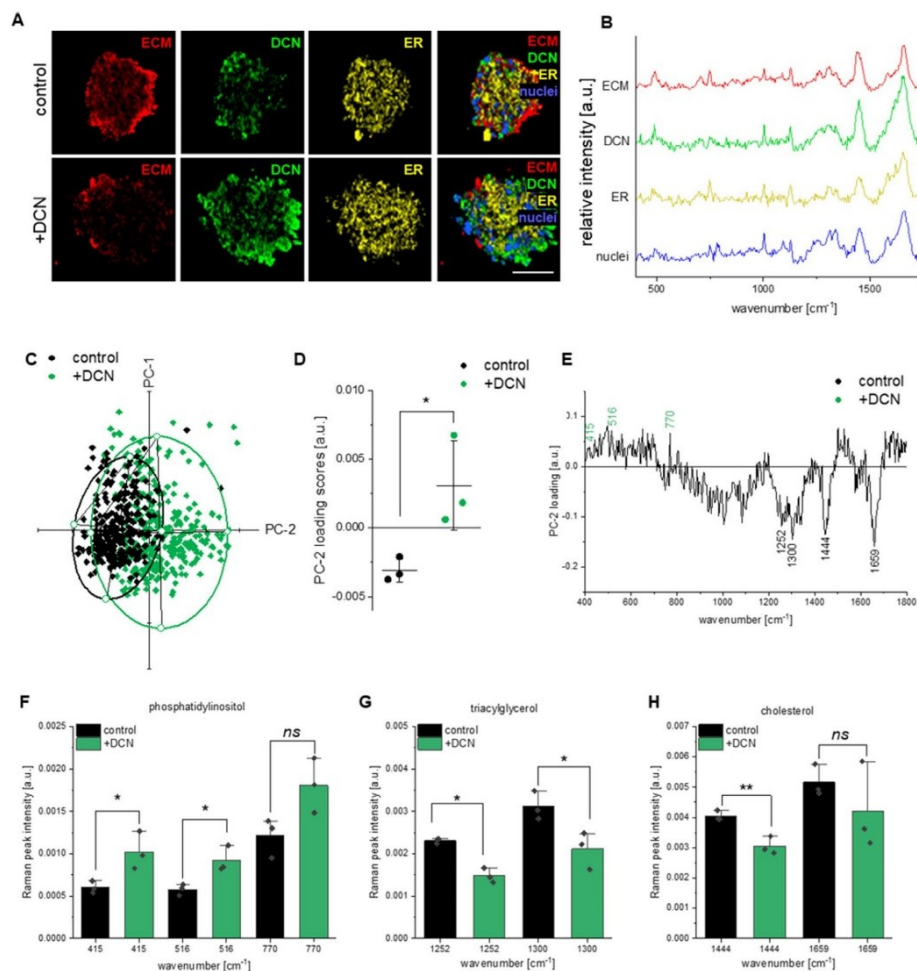 A
ECM
DCN
ER
ECM
DCN
ER
nuclei
control
ECM
DCN
ER
ECM
DCN
ER
nuclei
+DCN
B
relative intensity [a.u.]
ECM
DCN
ER
nuclei
500
1000
1500
wavenumber [cm⁻¹]
C
control
+DCN
PC-1
PC-2
D
control
+DCN
PC-2 loading scores [a.u.]
0.010
0.005
0.000
-0.005
*
E
control
+DCN
PC-2 loading [a.u.]
0.0
-0.1
-0.2
415
516
770
1252
1300
1444
1659
400 600 800 1000 1200 1400 1600 1800
wavenumber [cm⁻¹]
F
phosphatidylinositol
control
+DCN
Raman peak intensity [a.u.]
0.0025
0.0020
0.0015
0.0010
0.0005
0.0000
* * ns
415 415 516 516 770 770
wavenumber [cm⁻¹]
G
triacylglycerol
control
+DCN
Raman peak intensity [a.u.]
0.005
0.004
0.003
0.002
0.001
0.000
* *
1252 1252 1300 1300
wavenumber [cm⁻¹]
H
cholesterol
control
+DCN
Raman peak intensity [a.u.]
0.007
0.006
0.005
0.004
0.003
0.002
0.001
0.000
** ns
1444 1444 1659 1659
wavenumber [cm⁻¹]